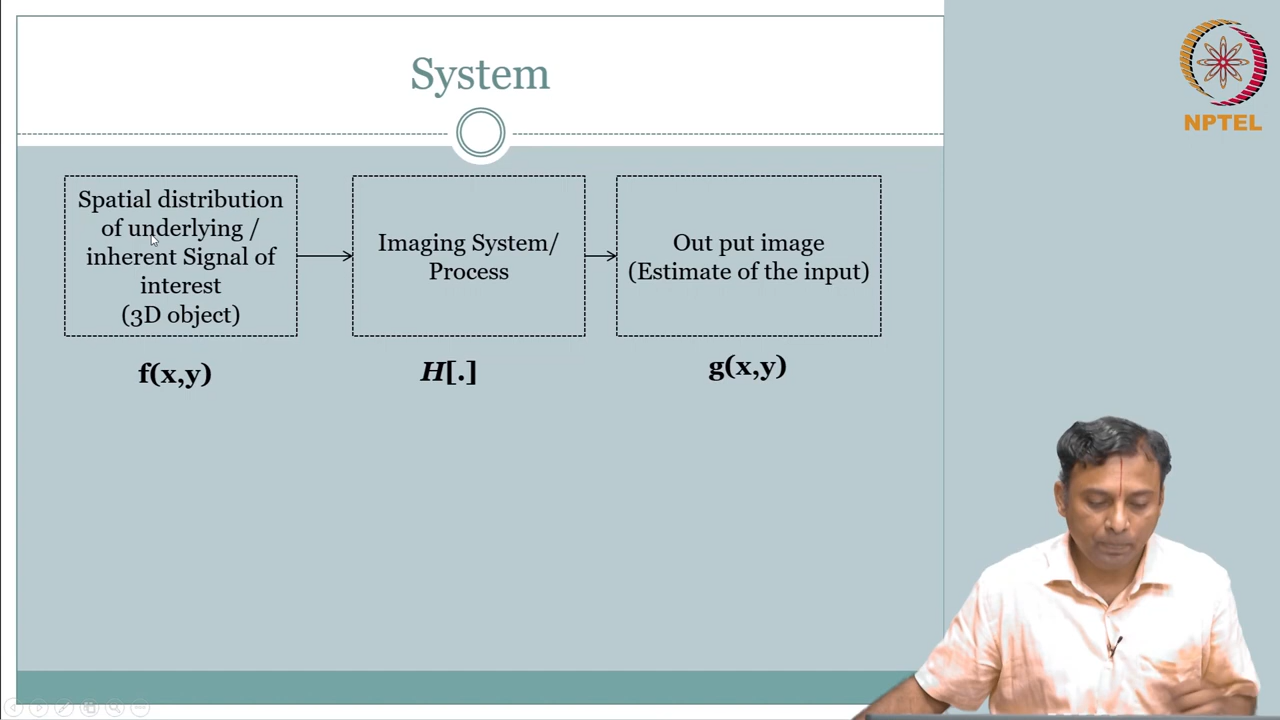 System
NPTEL
Spatial distribution
of underlying /
inherent Signal of
interest
(3D object)
Imaging System/
Process
Out put image
(Estimate of the input)
f(x,y)
H[.]
g(x,y)